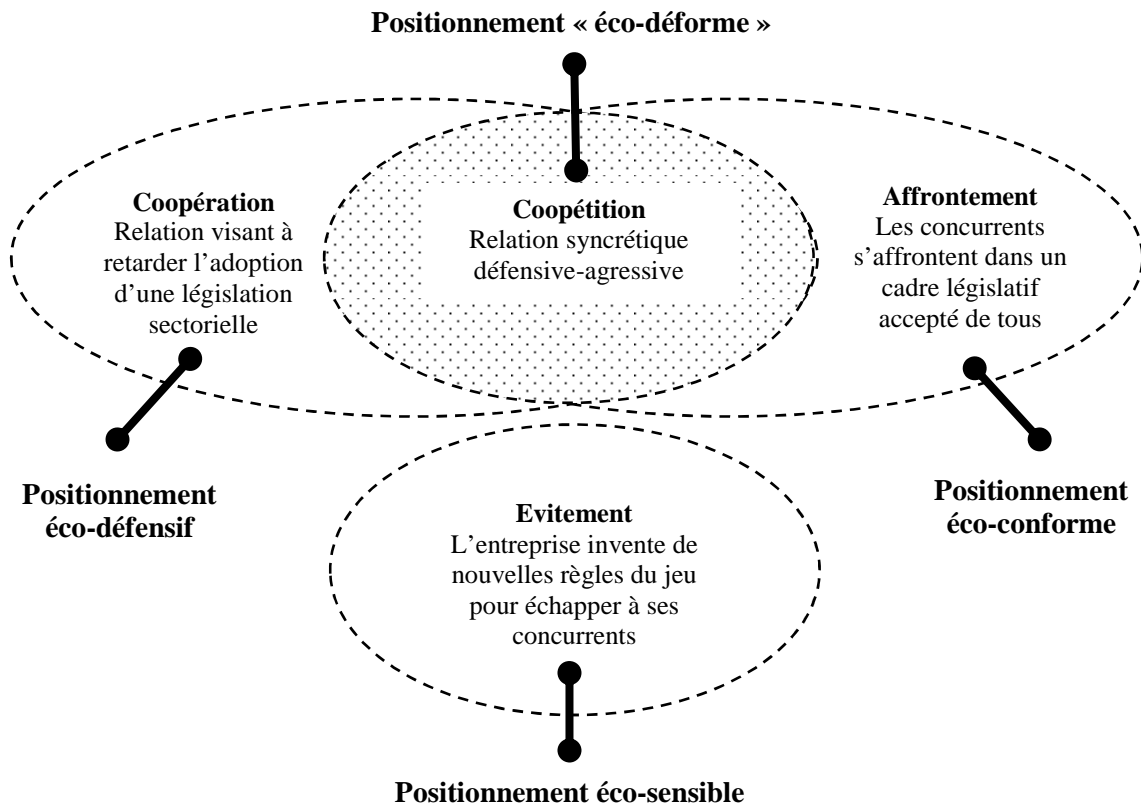 Positionnement « éco-déforme »
Coopération
Relation visant à
retarder l’adoption
d’une législation
sectorielle
Coopétition
Relation syncrétique
défensive-agressive
Affrontement
Les concurrents
s’affrontent dans un
cadre législatif
accepté de tous
Positionnement
éco-défensif
Positionnement
éco-conforme
Evitement
L’entreprise invente de
nouvelles règles du jeu
pour échapper à ses
concurrents
Positionnement éco-sensible